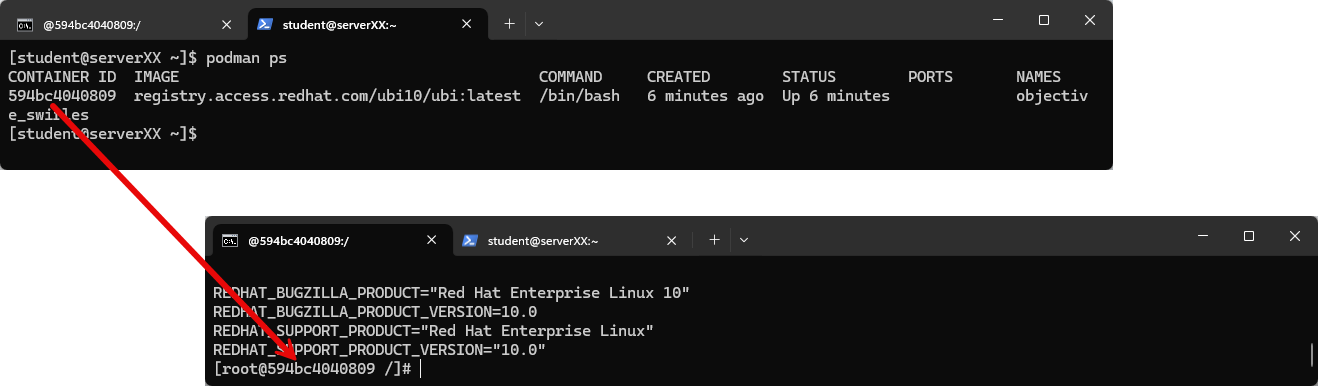 @594bc4040809:/
student@serverXX:~
[student@serverXX ~]$ podman ps
CONTAINER ID  IMAGE                                        COMMAND     CREATED        STATUS        PORTS       NAMES
594bc4040809  registry.access.redhat.com/ubi10/ubi:latest  /bin/bash   6 minutes ago  Up 6 minutes              objectiv
e_swirles
[student@serverXX ~]$
@594bc4040809:/
student@serverXX:~
REDHAT_BUGZILLA_PRODUCT="Red Hat Enterprise Linux 10"
REDHAT_BUGZILLA_PRODUCT_VERSION=10.0
REDHAT_SUPPORT_PRODUCT="Red Hat Enterprise Linux"
REDHAT_SUPPORT_PRODUCT_VERSION="10.0"
[root@594bc4040809 /]#